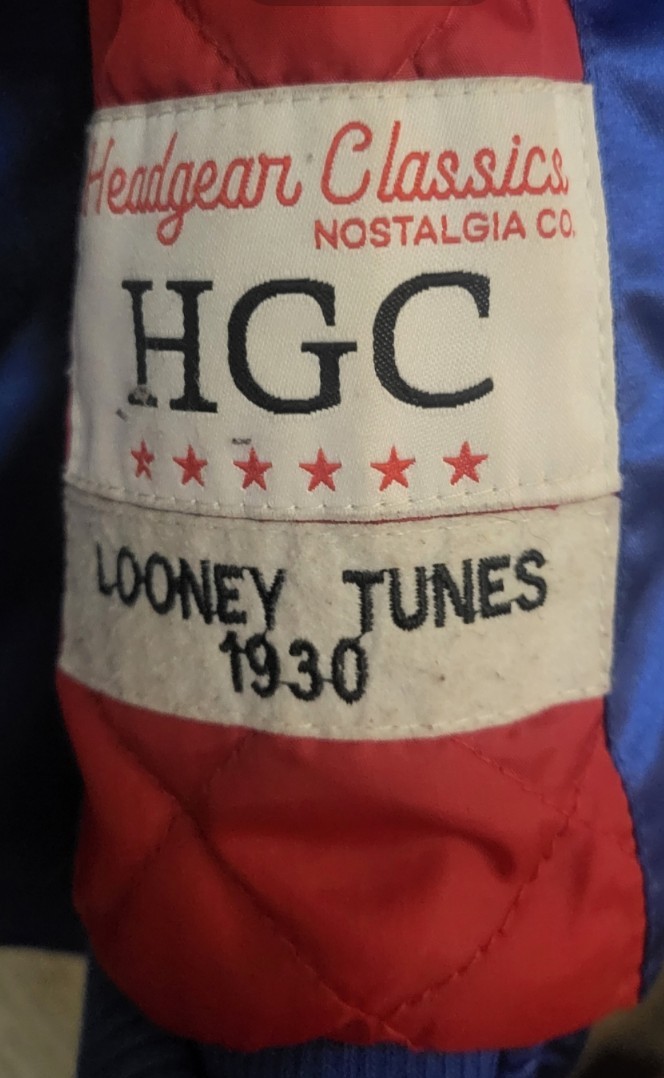 Headgear Classics
NOSTALGIA CO.
HGC
LOONEY TUNES
1930